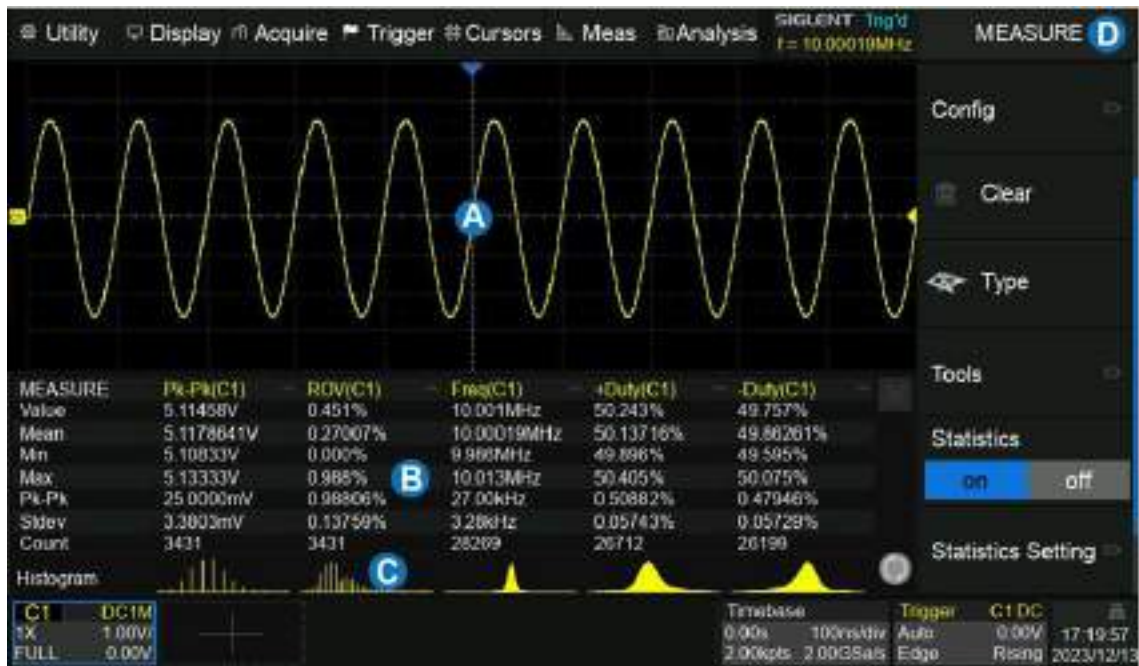 Utility Display Acquire Trigger Cursors Meas Analysis
SIGLENT Trig'd
f = 10.00019MHz
MEASURE D
Config
Clear
A
Type
Tools
MEASURE Pk-Pk(C1) ROV(C1) Freq(C1) +Duty(C1) -Duty(C1)
Value 5.11458V 0.451% 10.001MHz 50.243% 49.757%
Mean 5.1178641V 0.27007% 10.00019MHz 50.13716% 49.86261%
Min 5.10833V 0.000% 9.986MHz 49.896% 49.595%
Max 5.13333V 0.988% 10.013MHz 50.405% 50.075%
B
Pk-Pk 25.0000mV 0.98806% 27.00kHz 0.50882% 0.47946%
Stdev 3.3803mV 0.13759% 3.28kHz 0.05743% 0.05729%
Count 3431 3431 28269 26712 26199
Histogram
C
Statistics
on off
Statistics Setting
C1 DC1M
1X 1.00V/
FULL 0.00V
Timebase
0.00s 100ns/div
2.00kpts 2.00GSa/s
Trigger C1 DC
Auto 0.00V
Edge Rising
17:19:57
2023/12/13